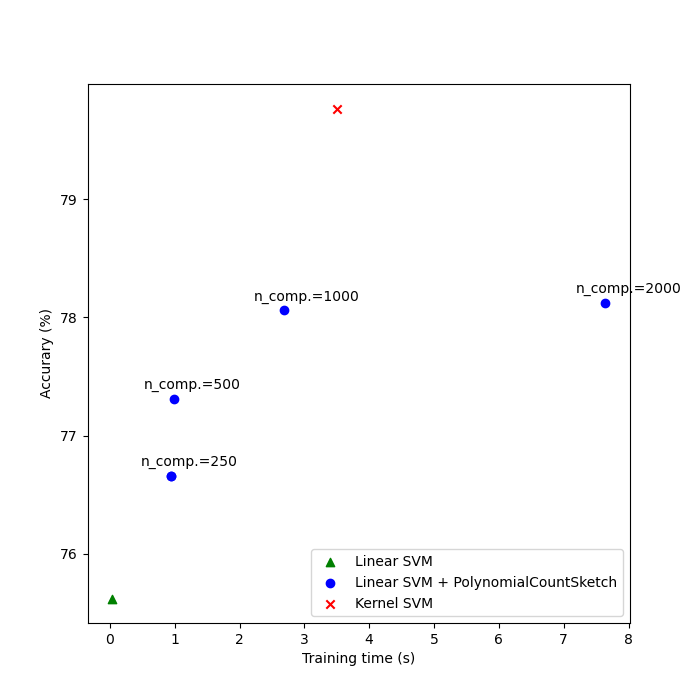 79
78
77
76
Accurary (%)
n_comp.=2000
n_comp.=1000
n_comp.=500
n_comp.=250
Linear SVM
Linear SVM + PolynomialCountSketch
Kernel SVM
0 1 2 3 4 5 6 7 8
Training time (s)